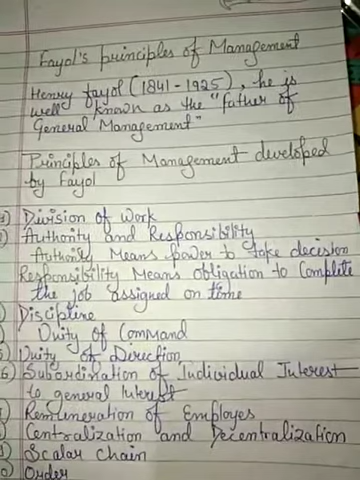 Fayol's principles of Management
Henry fayol (1841-1925), he is
well known as the "father of
General Management"
Principles of Management developed
by Fayol
Division of Work
Authority and Responsibility
Authority Means power to take decision
Responsibility Means obligation to Complete
the job assigned on time
Discipline
Unity of Command
Unity of Direction
6) Subordination of Individual Interest
to general Interest
Remuneration of Employes
Centralization and Decentralization
Scalar Chain
Order